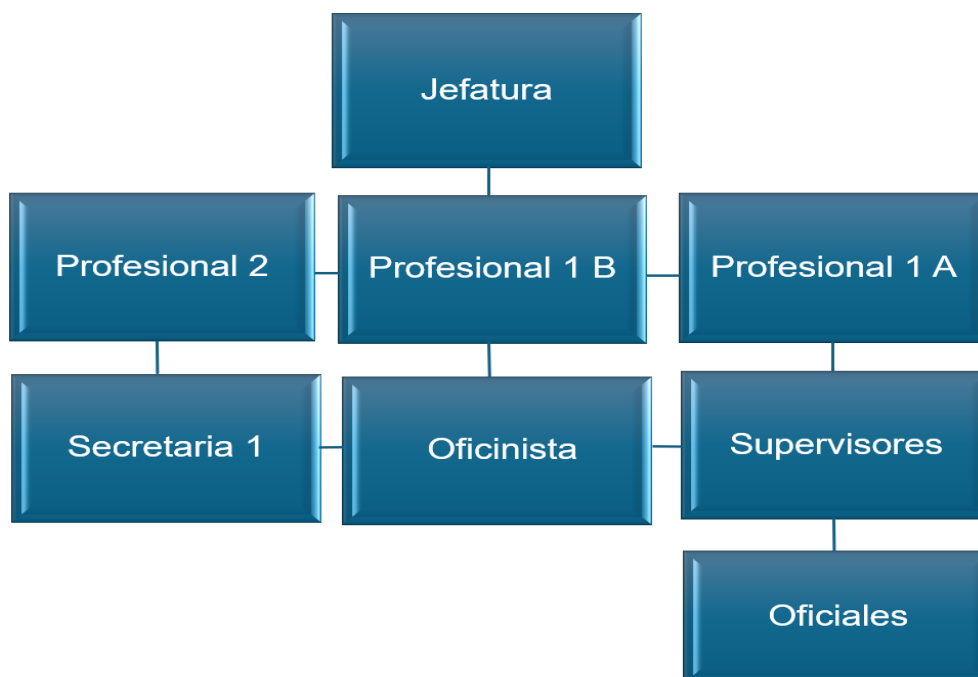 Jefatura
Profesional 2
Profesional 1 B
Profesional 1 A
Secretaria 1
Oficinista
Supervisores
Oficiales